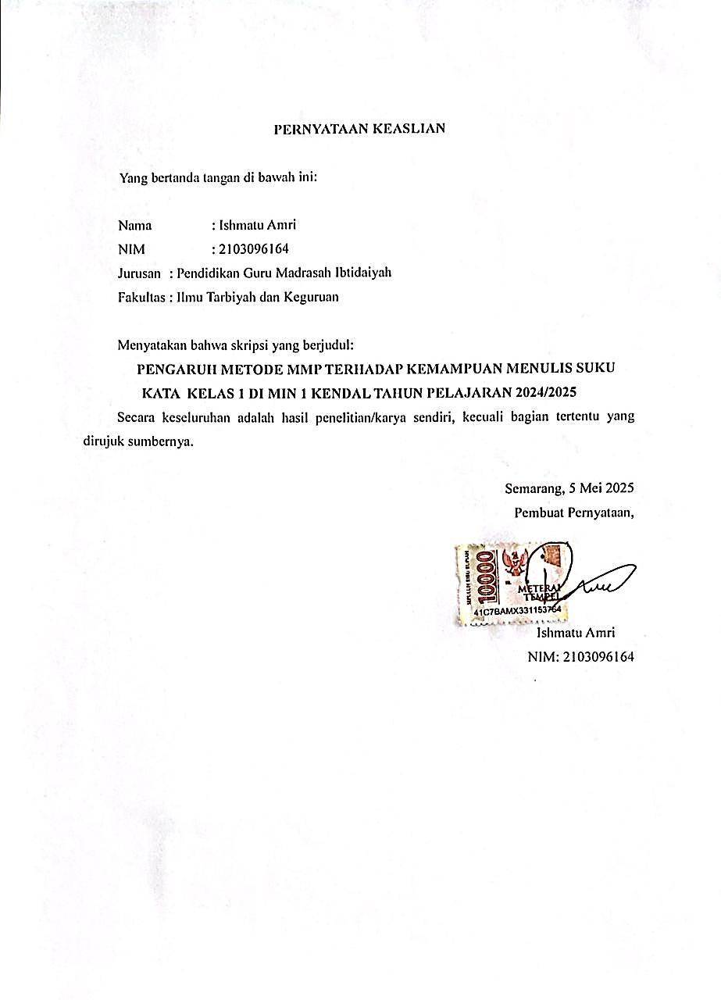 PERNYATAAN KEASLIAN
Yang bertanda tangan di bawah ini:
Nama : Ishmatu Amri
NIM : 2103096164
Jurusan : Pendidikan Guru Madrasah Ibtidaiyah
Fakultas : Ilmu Tarbiyah dan Keguruan
Menyatakan bahwa skripsi yang berjudul:
PENGARUH METODE MMP TERHADAP KEMAMPUAN MENULIS SUKU
KATA KELAS 1 DI MIN 1 KENDAL TAHUN PELAJARAN 2024/2025
Secara keseluruhan adalah hasil penelitian/karya sendiri, kecuali bagian tertentu yang
dirujuk sumbernya.
Semarang, 5 Mei 2025
Pembuat Pernyataan,
SEPULUH RIBU RUPIAH
10000
METERAI
TEMPEL
41C7BAMX331153764
Ishmatu Amri
NIM: 2103096164